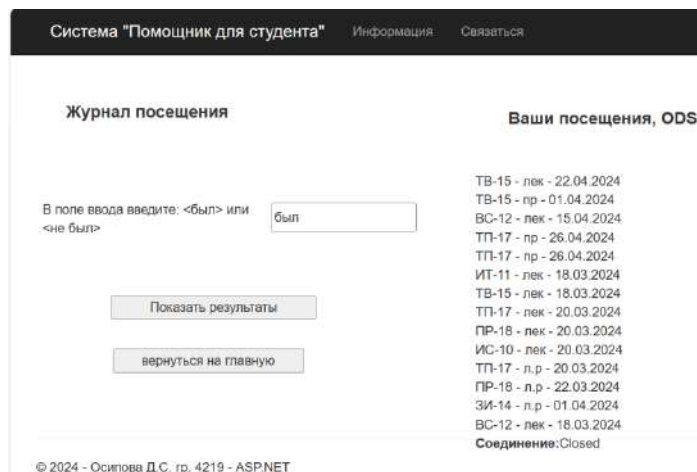 Система "Помощник для студента" Информация Связаться
Журнал посещения
Ваши посещения, ODS
В поле ввода введите: <был> или
<не был>
был
Показать результаты
вернуться на главную
ТВ-15 - лек - 22.04.2024
ТВ-15 - пр - 01.04.2024
ВС-12 - лек - 15.04.2024
ТП-17 - пр - 26.04.2024
ТП-17 - пр - 26.04.2024
ИТ-11 - лек - 18.03.2024
ТВ-15 - лек - 18.03.2024
ТП-17 - лек - 20.03.2024
ПР-18 - лек - 20.03.2024
ИС-10 - лек - 20.03.2024
ТП-17 - л.р - 20.03.2024
ПР-18 - л.р - 22.03.2024
ЗИ-14 - л.р - 01.04.2024
ВС-12 - лек - 18.03.2024
Соединение:Closed
© 2024 - Осипова Д.С. гр. 4219 - ASP.NET